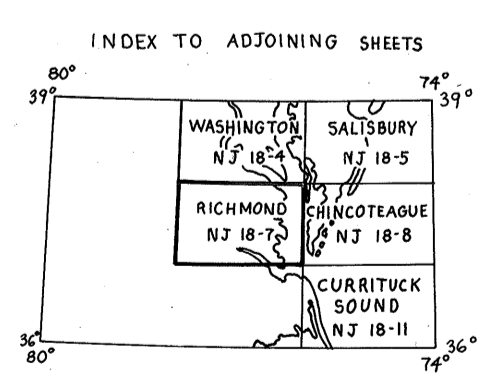 INDEX TO ADJOINING SHEETS
80° 74°
39° 39°
WASHINGTON SALISBURY
NJ 18-4 NJ 18-5
RICHMOND CHINCOTEAGUE
NJ 18-7 NJ 18-8
CURRITUCK
SOUND
NJ 18-11
36° 36°
80° 74°